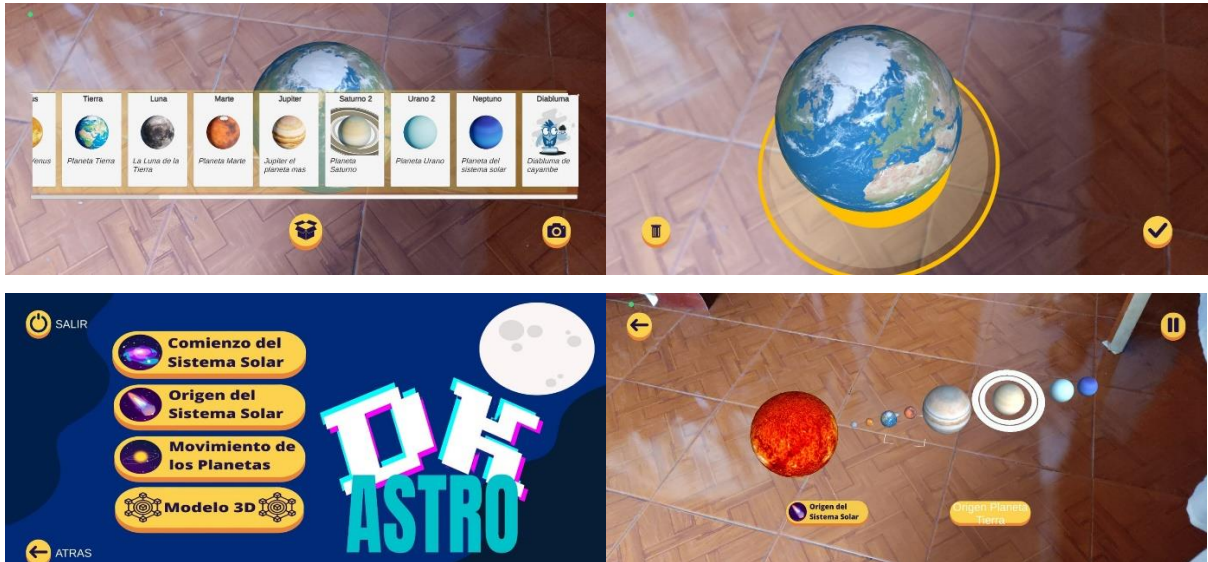 us
Tierra
Luna
Marte
Jupiter
Saturno 2
Urano 2
Neptuno
Diabluma
Venus
Planeta Tierra
La Luna de la
Tierra
Planeta Marte
Jupiter el
planeta mas
Planeta
Saturno
Planeta Urano
Planeta del
sistema solar
Diabluma de
cayambe
SALIR
Comienzo del
Sistema Solar
Origen del
Sistema Solar
Movimiento de
los Planetas
Modelo 3D
ATRAS
DK
ASTRO
Origen del
Sistema Solar
Origen Planeta
Tierra